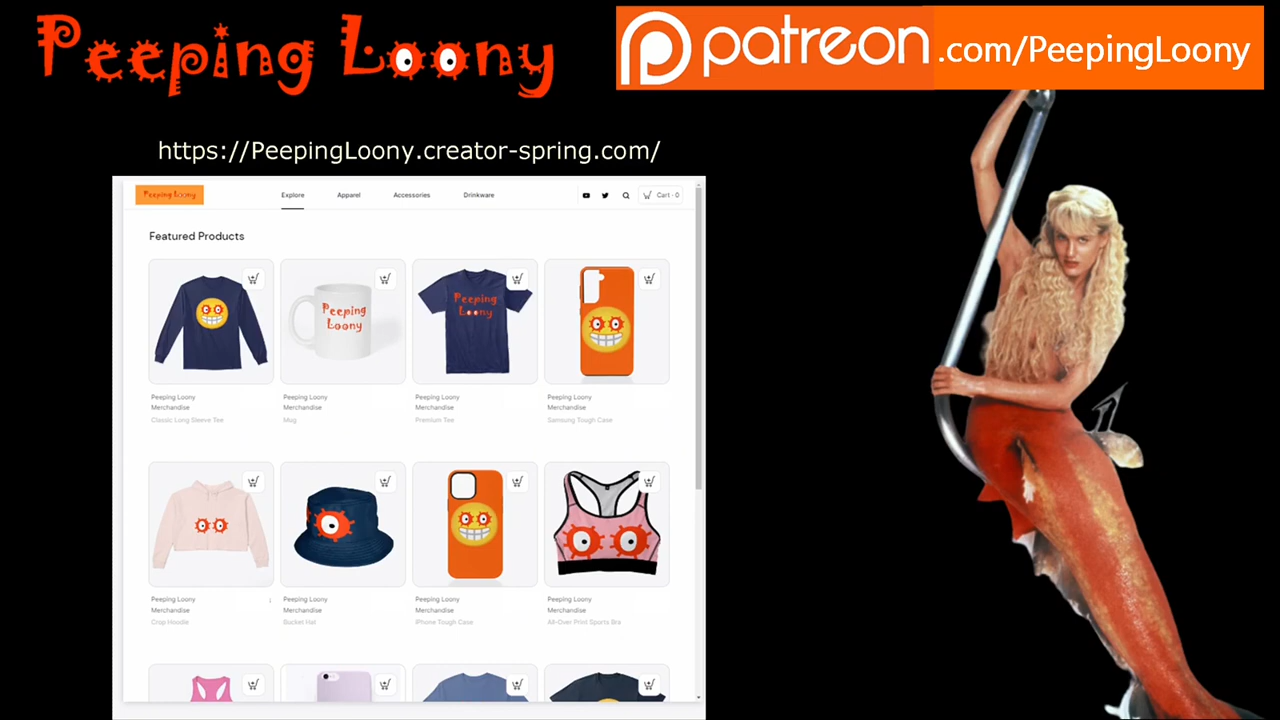 Peeping Loony
patreon.com/PeepingLoony
https://PeepingLoony.creator-spring.com/
Peeping Loony
Explore
Apparel
Accessories
Drinkware
Cart · 0
Featured Products
Peeping
Loony
Peeping
Loony
Peeping Loony
Merchandise
Classic Long Sleeve Tee
Peeping Loony
Merchandise
Mug
Peeping Loony
Merchandise
Premium Tee
Peeping Loony
Merchandise
Samsung Tough Case
Peeping Loony
Merchandise
Crop Hoodie
Peeping Loony
Merchandise
Bucket Hat
Peeping Loony
Merchandise
iPhone Tough Case
Peeping Loony
Merchandise
All-Over Print Sports Bra